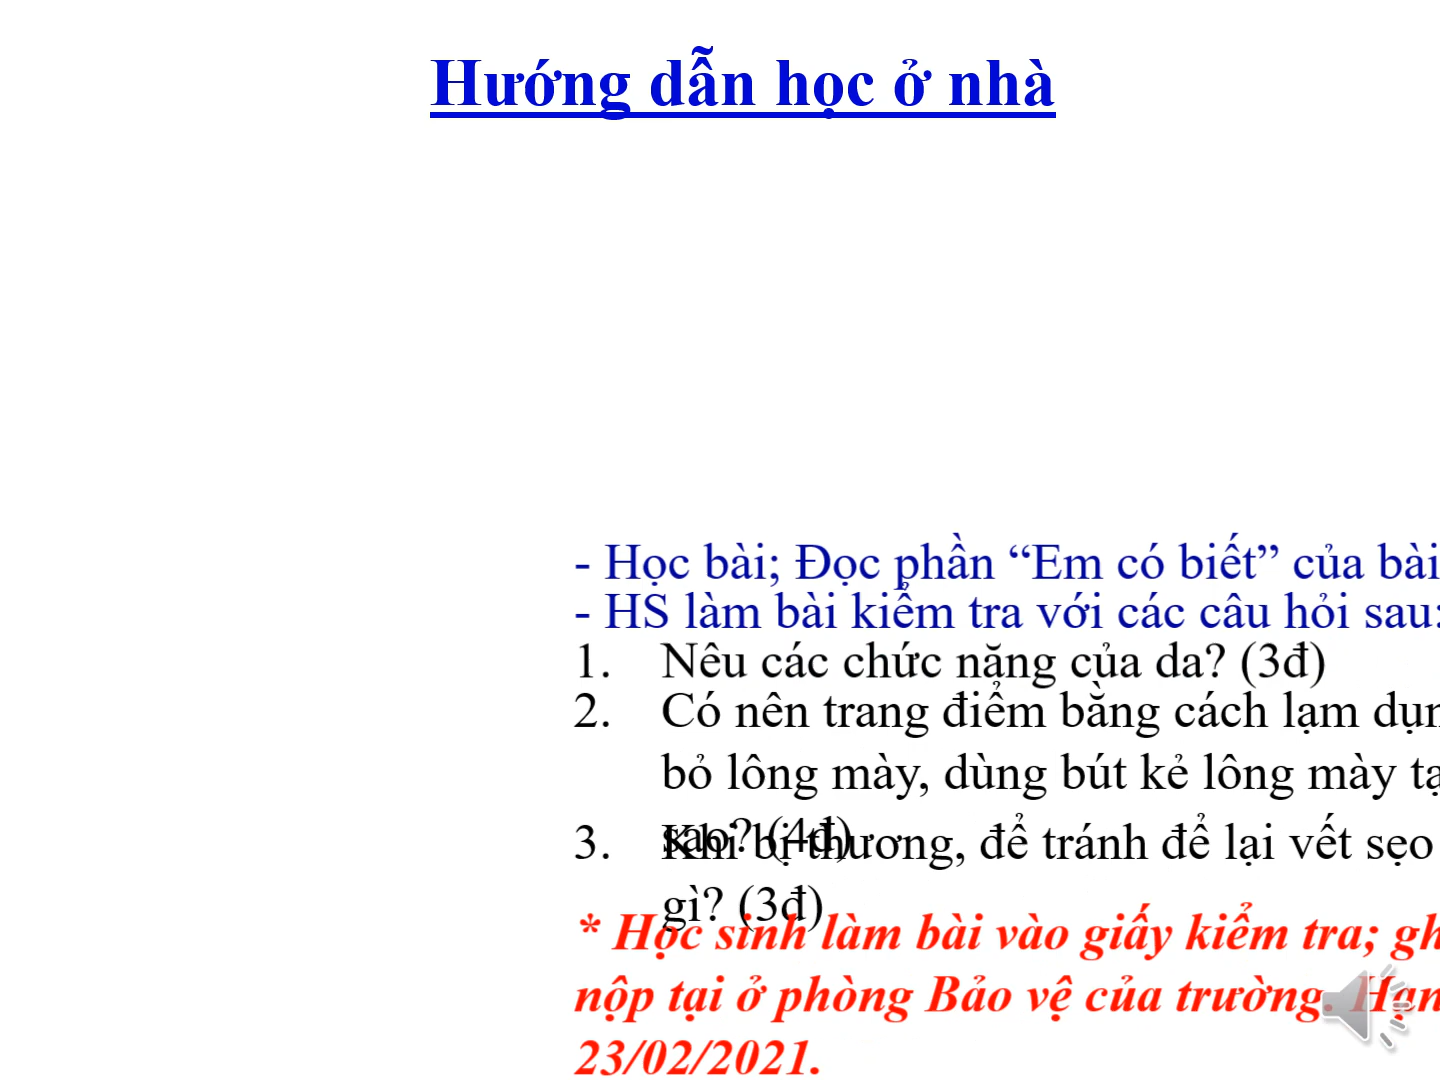 Hướng dẫn học ở nhà
- Học bài; Đọc phần “Em có biết” của bài
- HS làm bài kiểm tra với các câu hỏi sau:
1. Nêu các chức năng của da? (3đ)
2. Có nên trang điểm bằng cách lạm
bỏ lông mày, dùng bút kẻ lông mày
sao? (4đ)
3. Khi bị thương, để tránh để lại vết sẹo
gì? (3đ)
* Học sinh làm bài vào giấy kiểm tra;
nộp tại ở phòng Bảo vệ của trường.
23/02/2021.